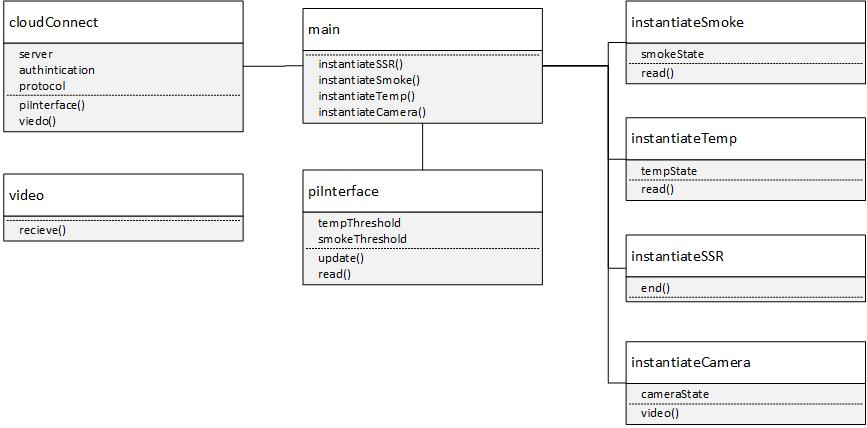 cloudConnect
server
authintication
protocol
piInterface()
viedo()
main
instantiateSSR()
instantiateSmoke()
instantiateTemp()
instantiateCamera()
instantiateSmoke
smokeState
read()
instantiateTemp
tempState
read()
video
recieve()
piInterface
tempThreshold
smokeThreshold
update()
read()
instantiateSSR
end()
instantiateCamera
cameraState
video()